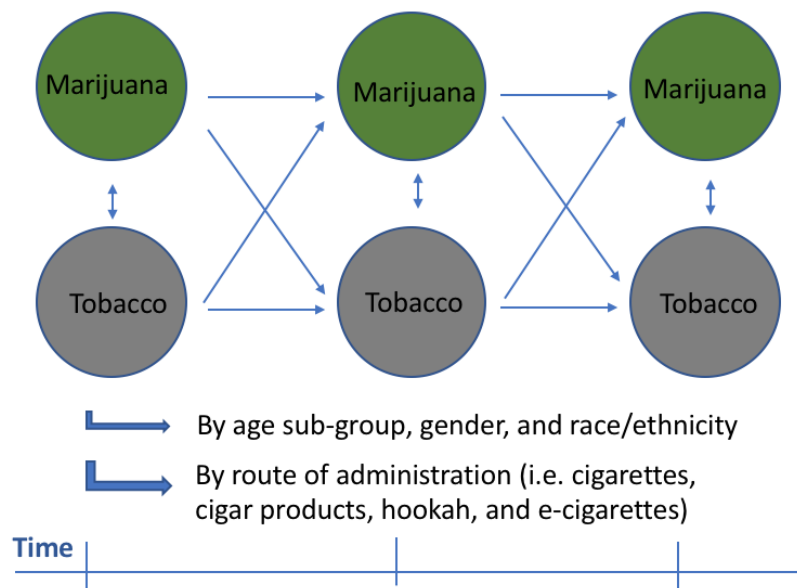 Marijuana
Marijuana
Marijuana
Tobacco
Tobacco
Tobacco
By age sub-group, gender, and race/ethnicity
By route of administration (i.e. cigarettes,
cigar products, hookah, and e-cigarettes)
Time